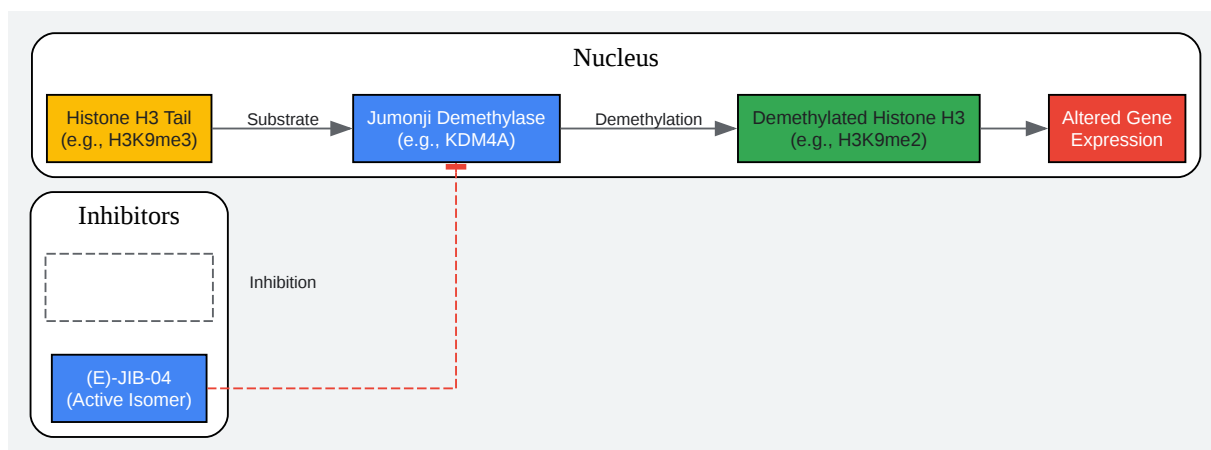 Nucleus
Histone H3 Tail
(e.g., H3K9me3)
Substrate
Jumonji Demethylase
(e.g., KDM4A)
Demethylation
Demethylated Histone H3
(e.g., H3K9me2)
Altered Gene
Expression
Inhibitors
Inhibition
(E)-JIB-04
(Active Isomer)